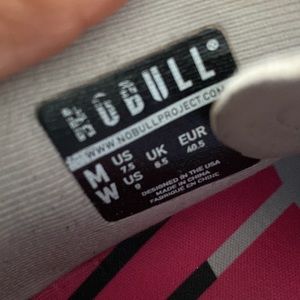 NOBULL®
WWW.NOBULLPROJECT.COM
US UK EUR
M 7.5 6.5 40.5
W 9
DESIGNED IN THE USA
MADE IN CHINA
FABRIQUÉ EN CHINE